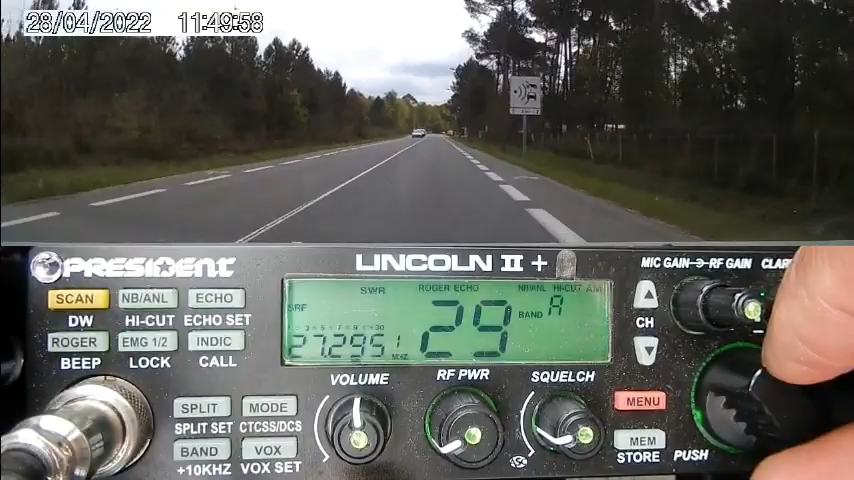 28/04/2022 11:49:58
PRESIDENT
LINCOLN II +
MIC GAIN RF GAIN
SCAN
DW
NB/ANL
HI-CUT
ECHO
ECHO SET
ROGER
BEEP
EMG 1/2
LOCK
INDIC
CALL
SWR
ROGER ECHO
NB/ANL HI-CUT AM
SRF
27.295
MHZ
29
BAND A
CH
VOLUME
RF PWR
SQUELCH
SPLIT
SPLIT SET
MODE
CTCSS/DCS
BAND
+10KHZ
VOX
VOX SET
MENU
MEM
STORE
PUSH